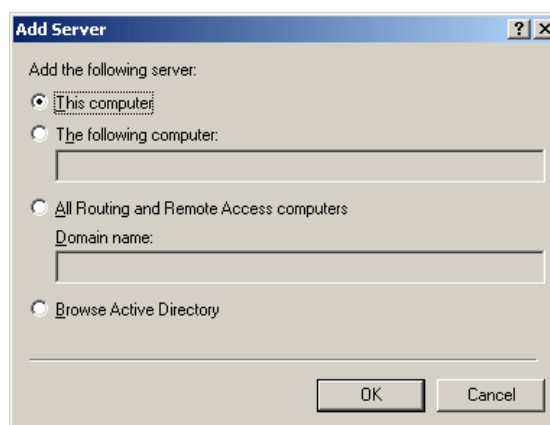 Add Server
Add the following server:
This computer
The following computer:
All Routing and Remote Access computers
Domain name:
Browse Active Directory
OK Cancel